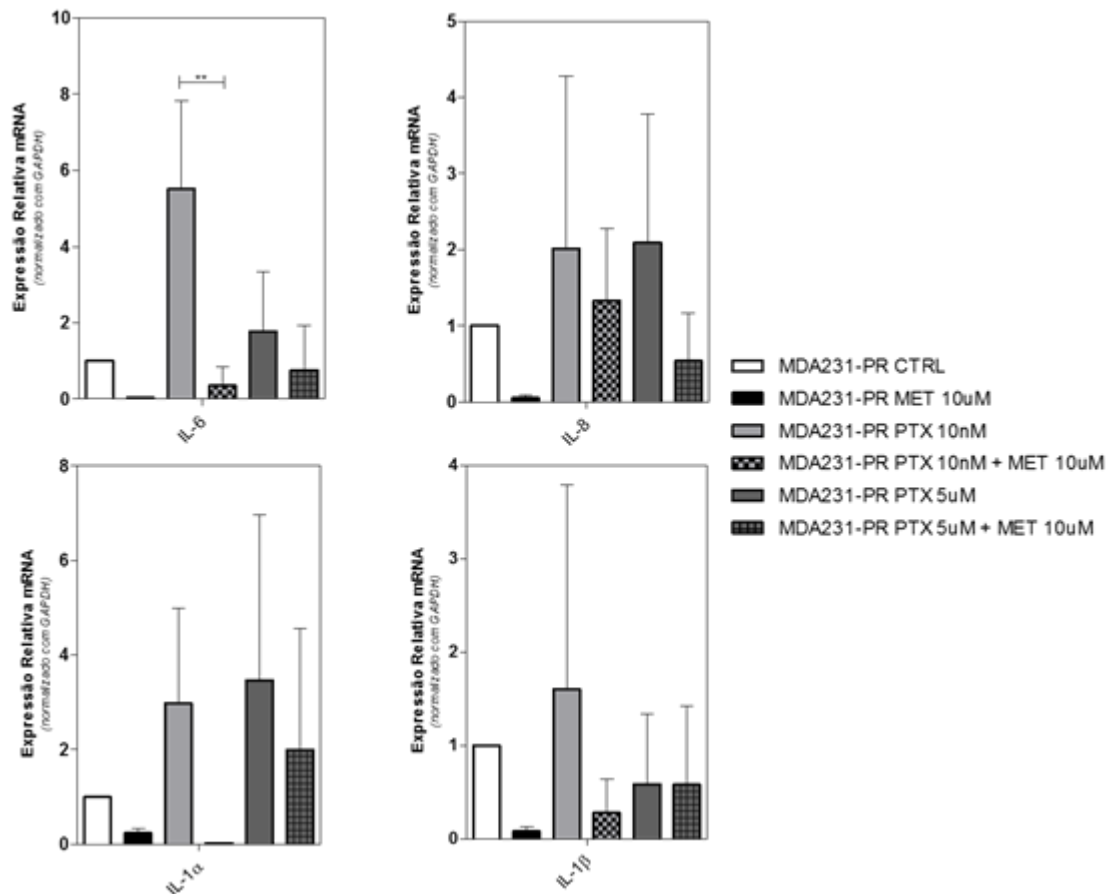 10
8
6
4
2
0
Expressão Relativa mRNA
(normalizado com GAPDH)
**
IL-6
5
4
3
2
1
0
Expressão Relativa mRNA
(normalizado com GAPDH)
IL-8
8
6
4
2
0
Expressão Relativa mRNA
(normalizado com GAPDH)
IL-1α
4
3
2
1
0
Expressão Relativa mRNA
(normalizado com GAPDH)
IL-1β
MDA231-PR CTRL
MDA231-PR MET 10uM
MDA231-PR PTX 10nM
MDA231-PR PTX 10nM + MET 10uM
MDA231-PR PTX 5uM
MDA231-PR PTX 5uM + MET 10uM